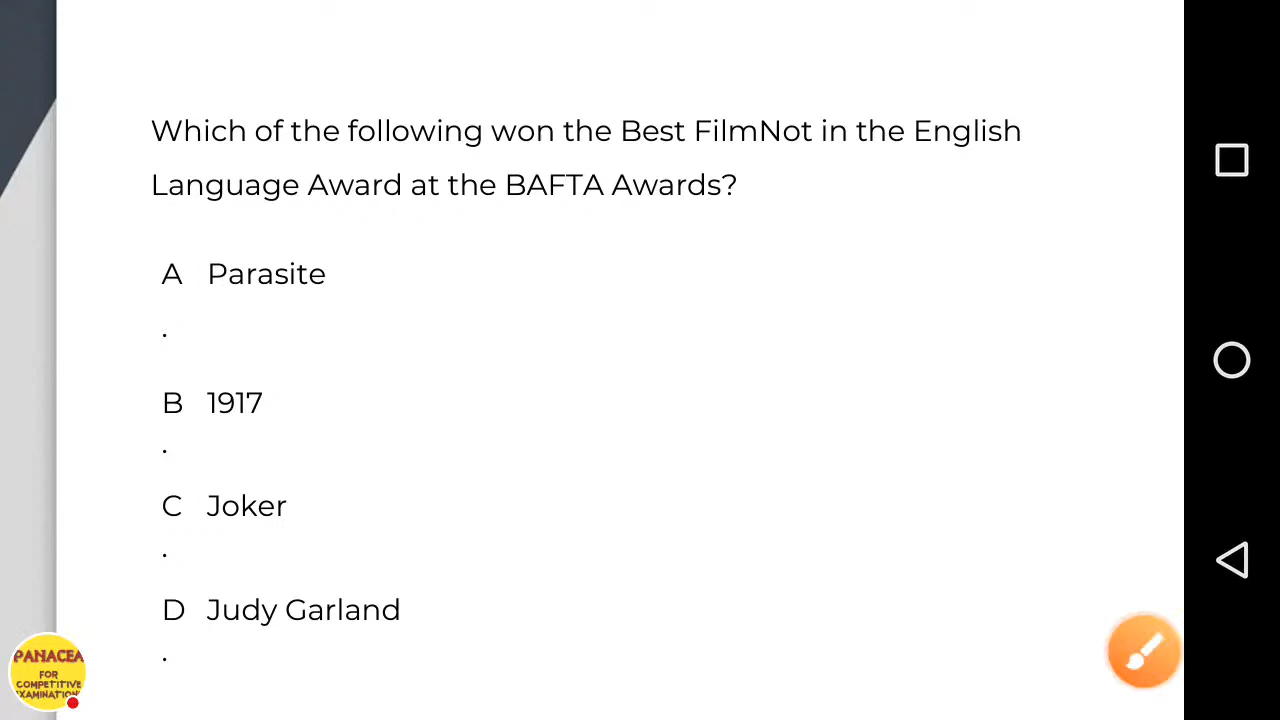 Which of the following won the Best FilmNot in the English
Language Award at the BAFTA Awards?
A Parasite
.
B 1917
.
C Joker
.
D Judy Garland
.
PANACEA
FOR
COMPETITIVE
EXAMINATION